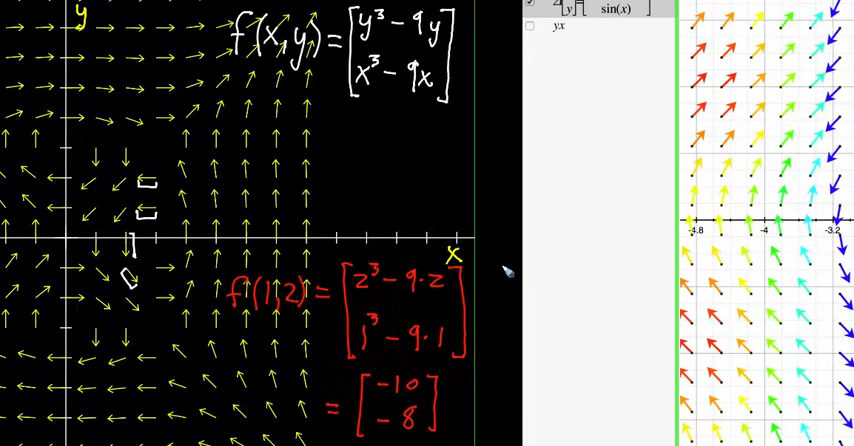 y
f(x,y) = [y³ - 9y
x³ - 9x]
x
f(1,2) = [2³ - 9·2
1³ - 9·1]
= [-10
-8]
[y]= sin(x) ]
yx
-4.8 -4 -3.2